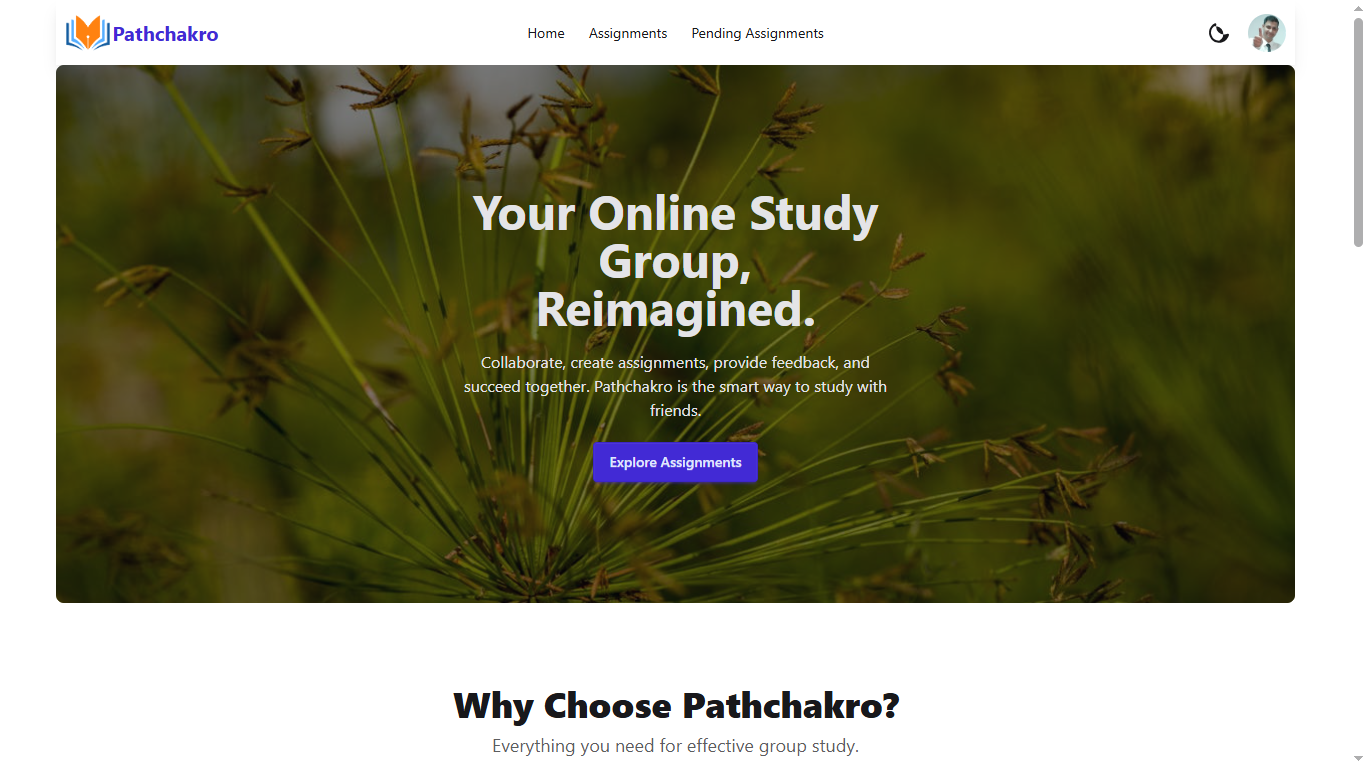 Pathchakro
Home Assignments Pending Assignments
Your Online Study
Group,
Reimagined.
Collaborate, create assignments, provide feedback, and
succeed together. Pathchakro is the smart way to study with
friends.
Explore Assignments
Why Choose Pathchakro?
Everything you need for effective group study.